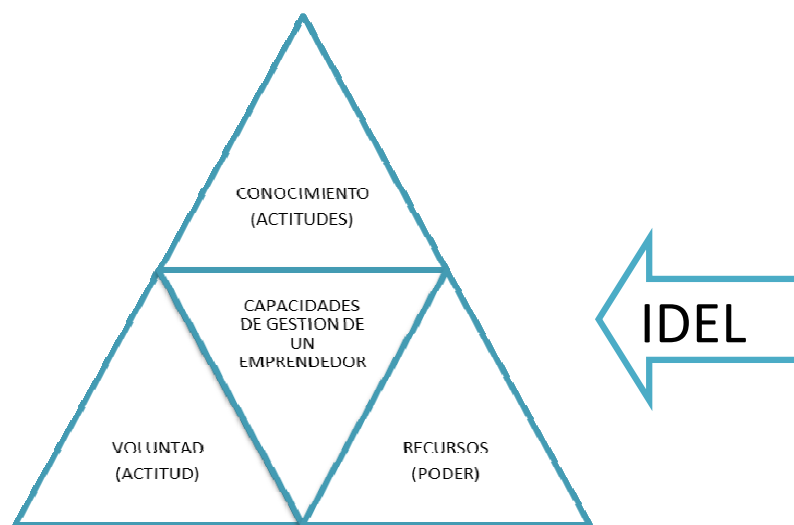 CONOCIMIENTO
(ACTITUDES)
CAPACIDADES
DE GESTION DE
UN
EMPRENDEDOR
IDEL
VOLUNTAD
(ACTITUD)
RECURSOS
(PODER)